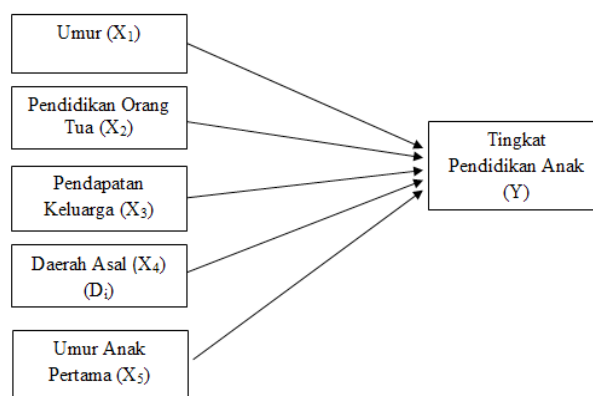 Umur (X₁)
Pendidikan Orang
Tua (X₂)
Pendapatan
Keluarga (X₃)
Daerah Asal (X₄)
(Dᵢ)
Umur Anak
Pertama (X₅)
Tingkat
Pendidikan Anak
(Y)